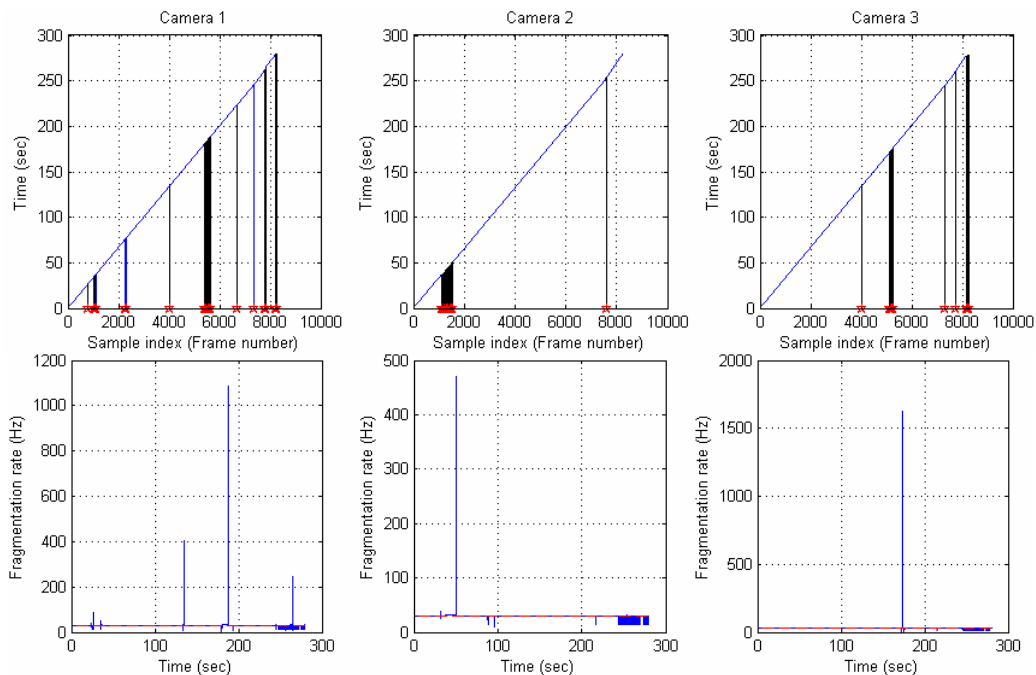 Camera 1
300
250
200
150
100
50
0
Time (sec)
0 2000 4000 6000 8000 10000
Sample index (Frame number)
Camera 2
300
250
200
150
100
50
0
Time (sec)
0 2000 4000 6000 8000 10000
Sample index (Frame number)
Camera 3
300
250
200
150
100
50
0
Time (sec)
0 2000 4000 6000 8000 10000
Sample index (Frame number)
1200
1000
800
600
400
200
0
Fragmentation rate (Hz)
0 100 200 300
Time (sec)
500
400
300
200
100
0
Fragmentation rate (Hz)
0 100 200 300
Time (sec)
2000
1500
1000
500
0
Fragmentation rate (Hz)
0 100 200 300
Time (sec)